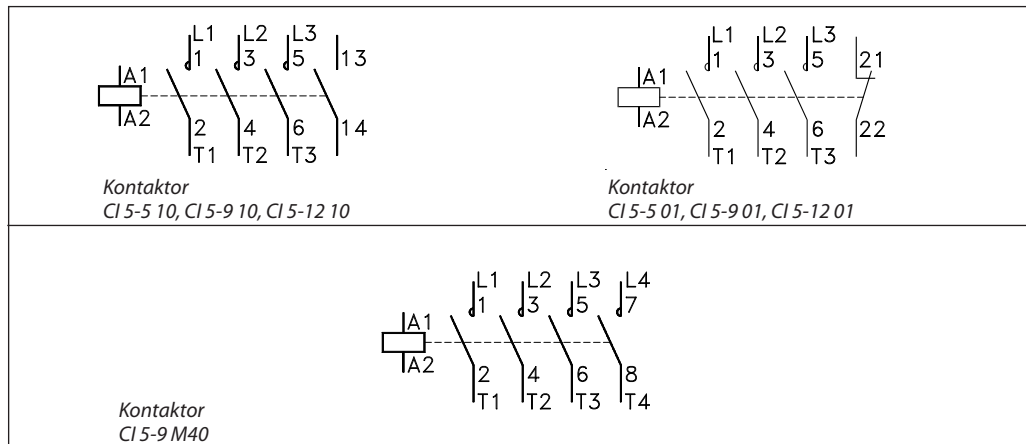 L1 L2 L3
1 3 5 13
A1
A2
2 4 6 14
T1 T2 T3
Kontaktor
CI 5-5 10, CI 5-9 10, CI 5-12 10
L1 L2 L3
1 3 5 21
A1
A2
2 4 6 22
T1 T2 T3
Kontaktor
CI 5-5 01, CI 5-9 01, CI 5-12 01
L1 L2 L3 L4
1 3 5 7
A1
A2
2 4 6 8
T1 T2 T3 T4
Kontaktor
CI 5-9 M40